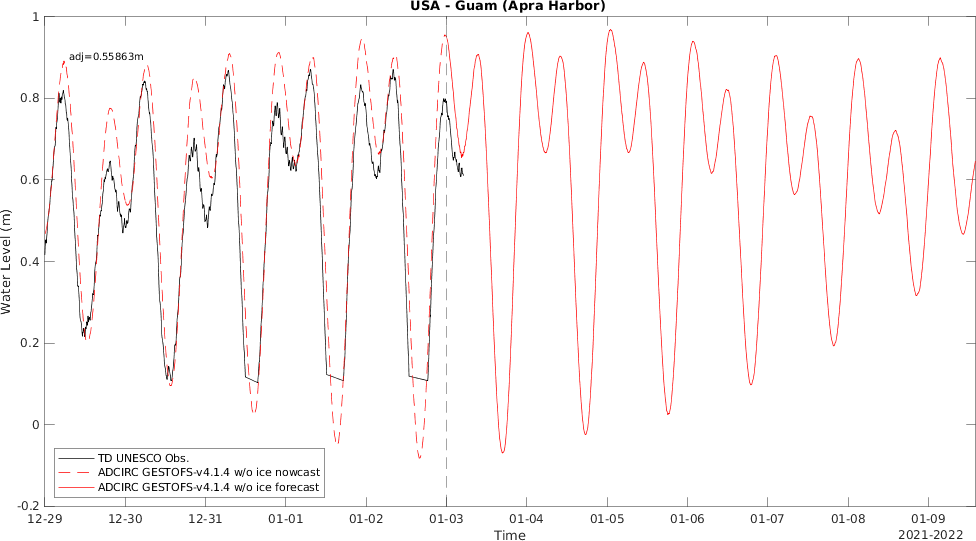 USA - Guam (Apra Harbor)
1
0.8
0.6
0.4
0.2
0
-0.2
Water Level (m)
adj=0.55863m
TD UNESCO Obs.
ADCIRC GESTOFS-v4.1.4 w/o ice nowcast
ADCIRC GESTOFS-v4.1.4 w/o ice forecast
12-29 12-30 12-31 01-01 01-02 01-03 01-04 01-05 01-06 01-07 01-08 01-09
Time
2021-2022